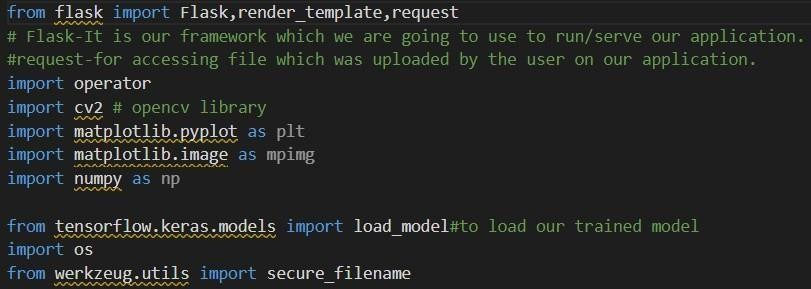 from flask import Flask,render_template,request
# Flask-It is our framework which we are going to use to run/serve our application.
#request-for accessing file which was uploaded by the user on our application.
import operator
import cv2 # opencv library
import matplotlib.pyplot as plt
import matplotlib.image as mpimg
import numpy as np
from tensorflow.keras.models import load_model#to load our trained model
import os
from werkzeug.utils import secure_filename